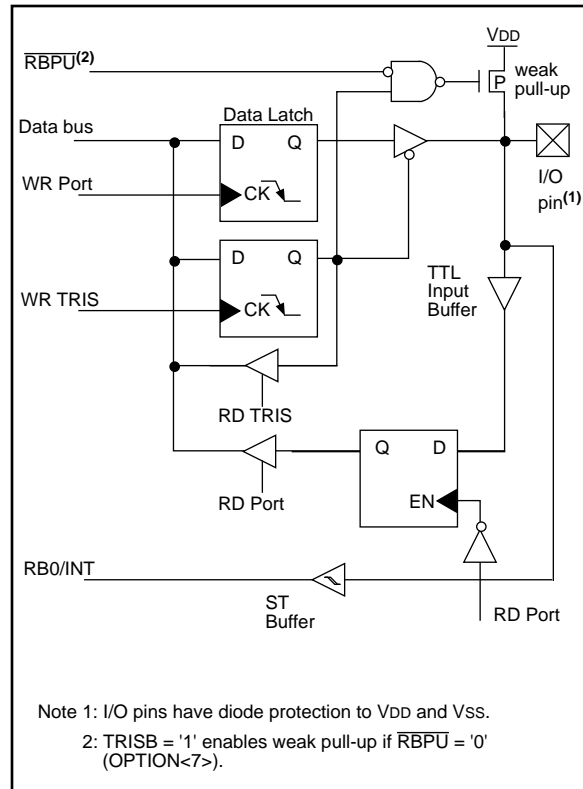 VDD
RBPU(2)
P
weak
pull-up
Data bus
Data Latch
D Q
I/O
pin(1)
WR Port
CK
D Q
TTL
Input
Buffer
WR TRIS
CK
RD TRIS
Q D
RD Port
EN
RB0/INT
ST
Buffer
RD Port
Note 1: I/O pins have diode protection to VDD and VSS.
2: TRISB = '1' enables weak pull-up if RBPU = '0'
(OPTION<7>).